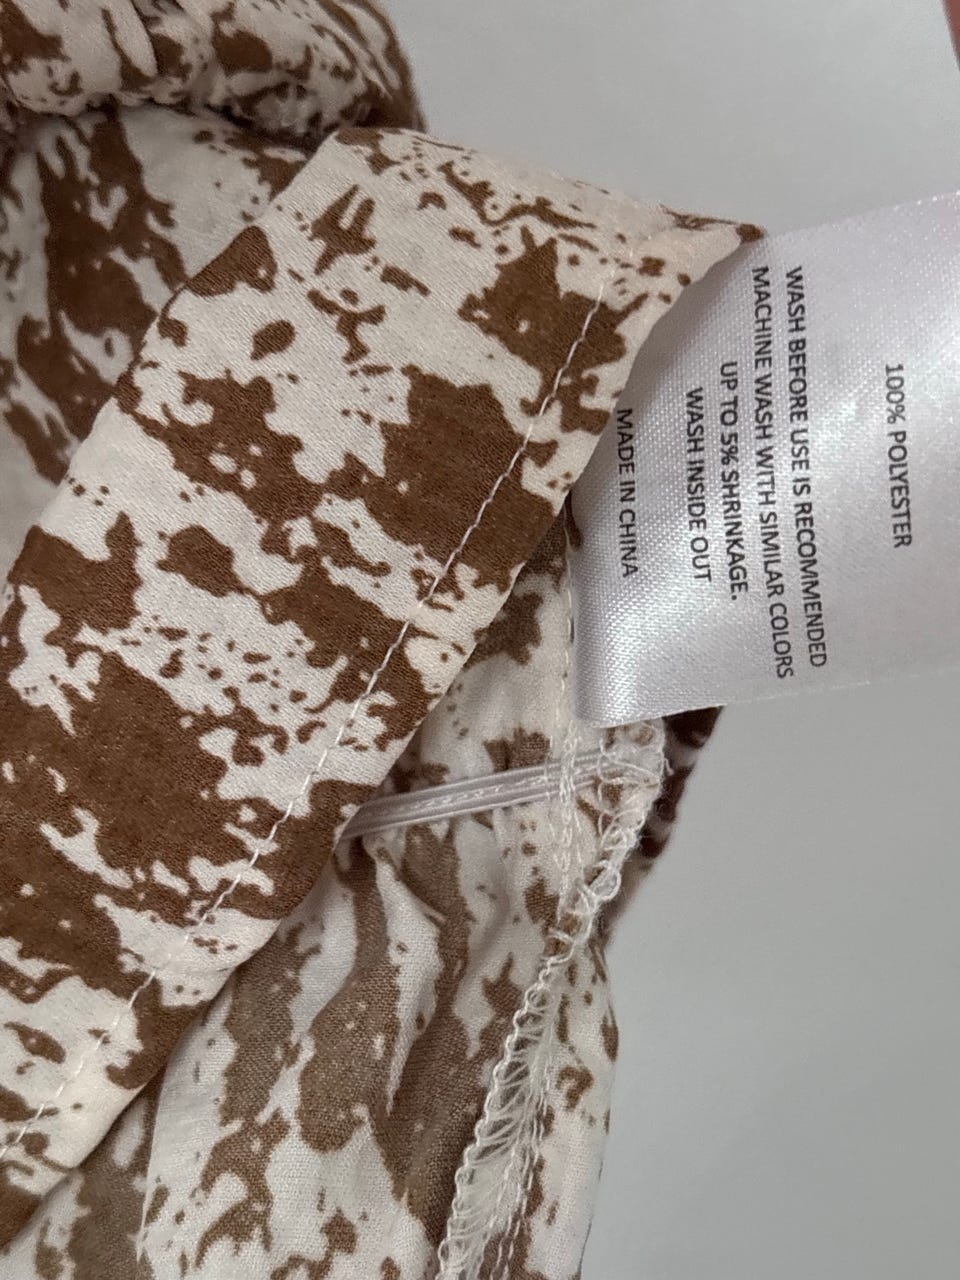 100% POLYESTER
WASH BEFORE USE IS RECOMMENDED
MACHINE WASH WITH SIMILAR COLORS
UP TO 5% SHRINKAGE.
WASH INSIDE OUT
MADE IN CHINA